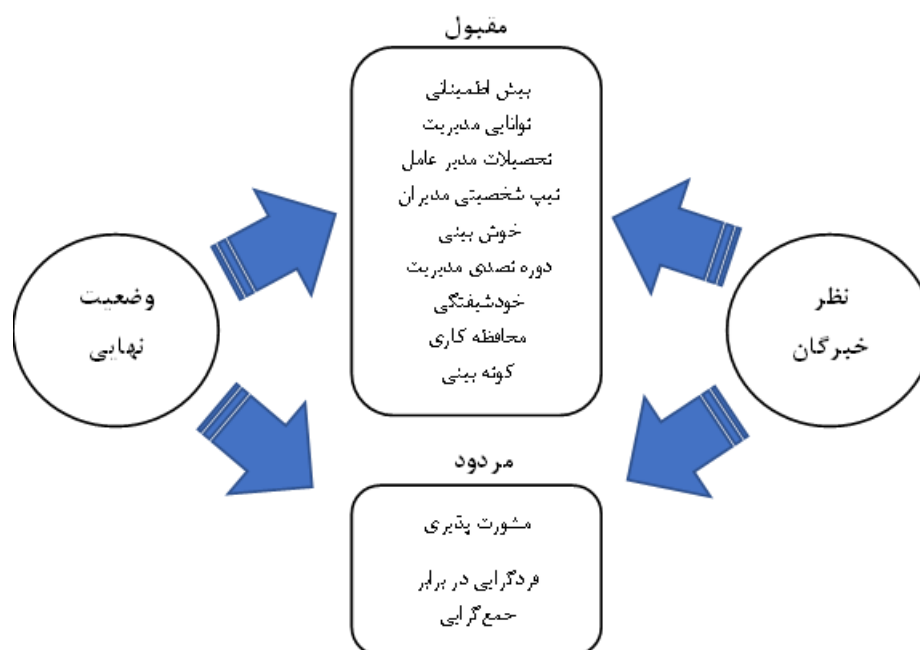 مقبول
بیش اطمینانی
توانایی مدیریت
تحصیلات مدیر عامل
تیپ شخصیتی مدیران
خوش بینی
دوره تصدی مدیریت
خودشیفتگی
محافظه کاری
کوته بینی
نظر
خبرگان
وضعیت
نهایی
مردود
مشورت پذیری
فردگرایی در برابر
جمع‌گرایی